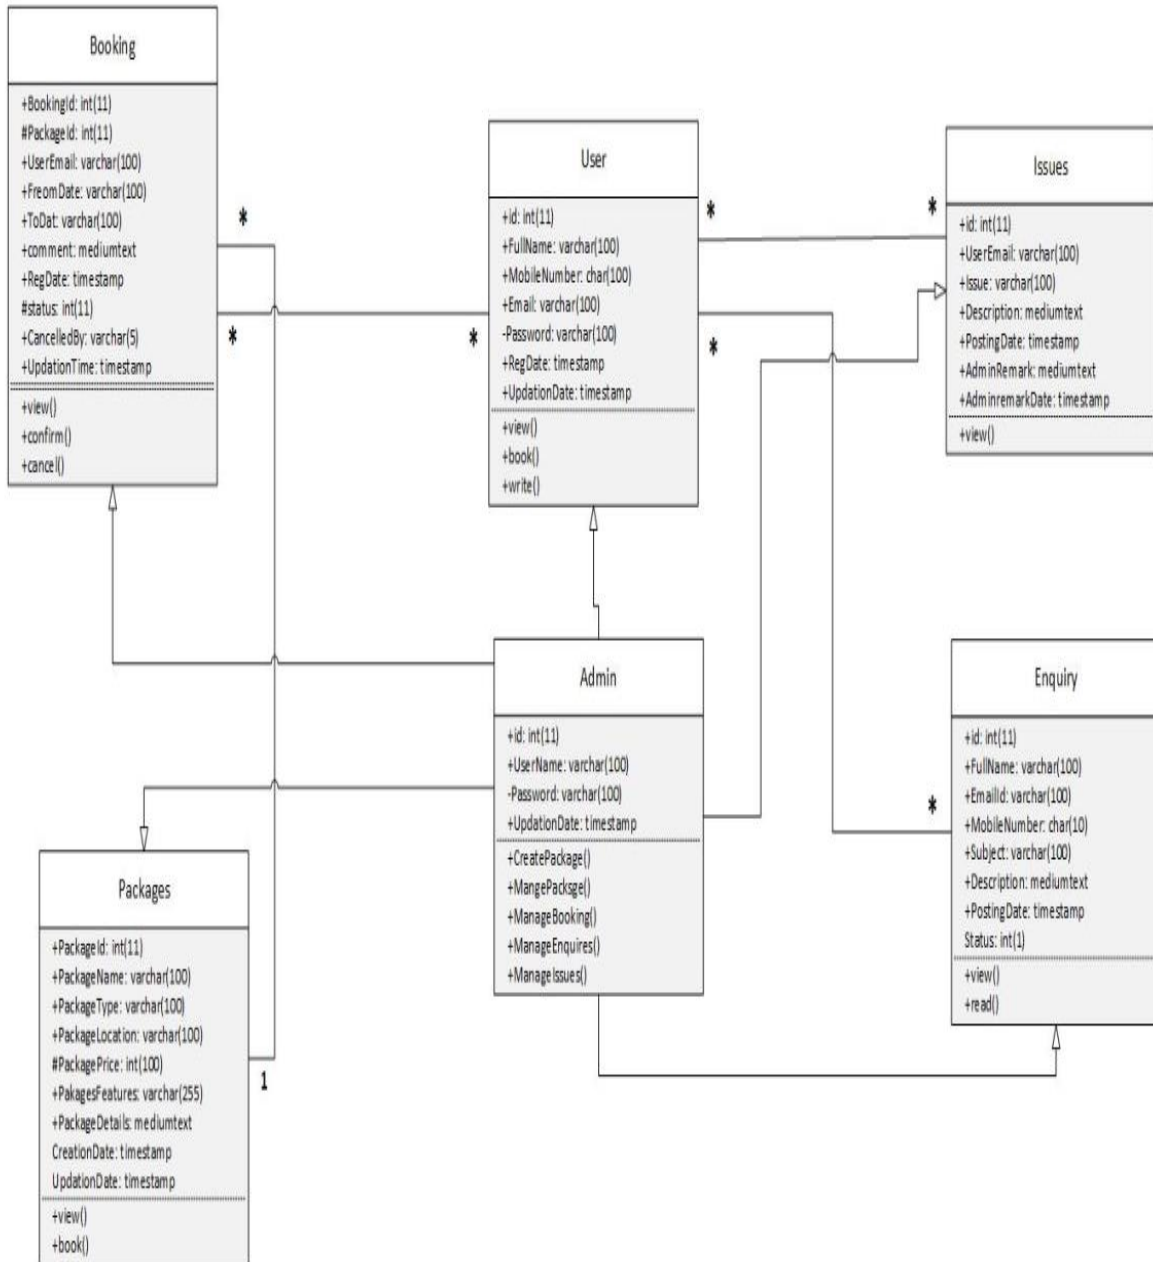 Booking
+BookingId: int(11)
#PackageId: int(11)
+UserEmail: varchar(100)
+FreomDate: varchar(100)
+ToDat: varchar(100)
+comment: mediumtext
+RegDate: timestamp
#status: int(11)
+CancelledBy: varchar(5)
+UpdationTime: timestamp
+view()
+confirm()
+cancel()
*
*
User
+id: int(11)
+FullName: varchar(100)
+MobileNumber: char(100)
+Email: varchar(100)
-Password: varchar(100)
+RegDate: timestamp
+UpdationDate: timestamp
+view()
+book()
+write()
*
*
*
*
Issues
+id: int(11)
+UserEmail: varchar(100)
+Issue: varchar(100)
+Description: mediumtext
+PostingDate: timestamp
+AdminRemark: mediumtext
+AdminremarkDate: timestamp
+view()
Admin
+id: int(11)
+UserName: varchar(100)
-Password: varchar(100)
+UpdationDate: timestamp
+CreatePackage()
+MangePacksge()
+ManageBooking()
+ManageEnquires()
+ManageIssues()
*
Enquiry
+id: int(11)
+FullName: varchar(100)
+EmailId: varchar(100)
+MobileNumber: char(10)
+Subject: varchar(100)
+Description: mediumtext
+PostingDate: timestamp
Status: int(1)
+view()
+read()
Packages
+PackageId: int(11)
+PackageName: varchar(100)
+PackageType: varchar(100)
+PackageLocation: varchar(100)
#PackagePrice: int(100)
+PakagesFeatures: varchar(255)
+PackageDetails: mediumtext
CreationDate: timestamp
UpdationDate: timestamp
+view()
+book()
1